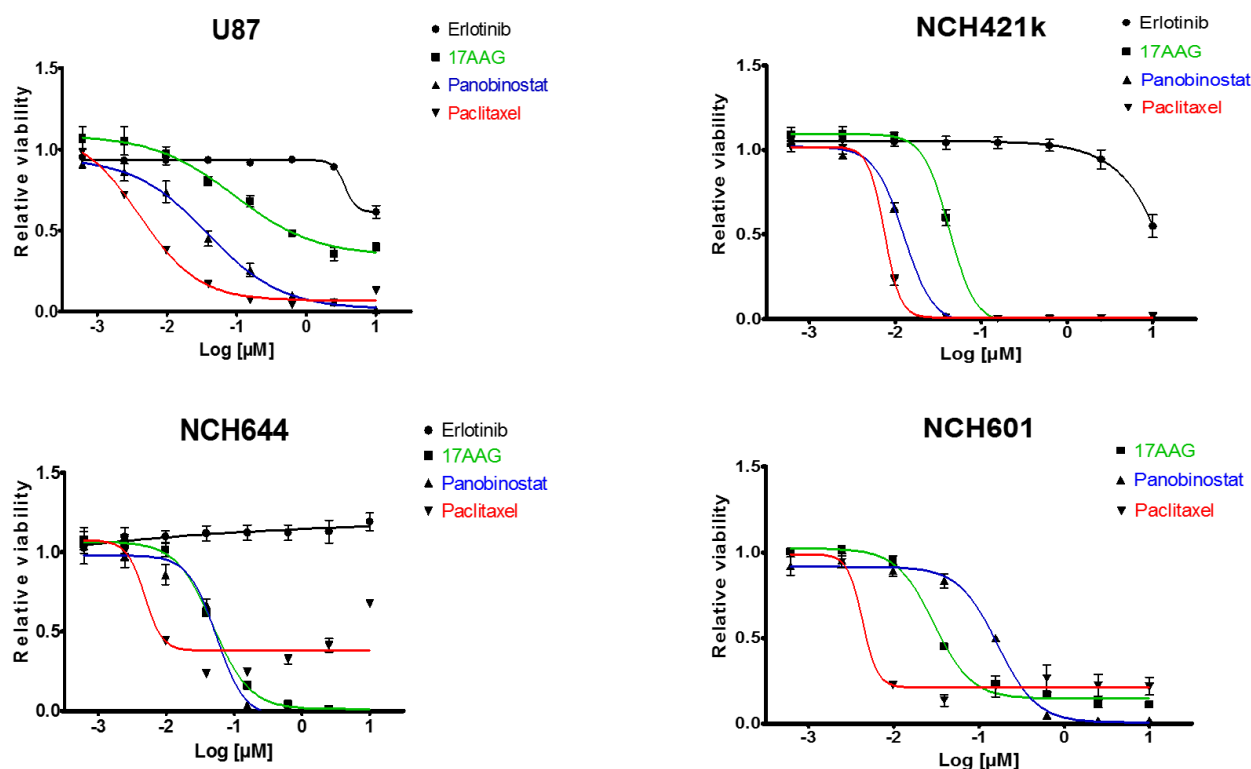 U87
Erlotinib
17AAG
Panobinostat
Paclitaxel
Relative viability
1.5
1.0
0.5
0.0
-3 -2 -1 0 1
Log [µM]
NCH421k
Erlotinib
17AAG
Panobinostat
Paclitaxel
Relative viability
1.5
1.0
0.5
0.0
-3 -2 -1 0 1
Log [µM]
NCH644
Erlotinib
17AAG
Panobinostat
Paclitaxel
Relative viability
1.5
1.0
0.5
0.0
-3 -2 -1 0 1
Log [µM]
NCH601
17AAG
Panobinostat
Paclitaxel
Relative viability
1.5
1.0
0.5
0.0
-3 -2 -1 0 1
Log [µM]